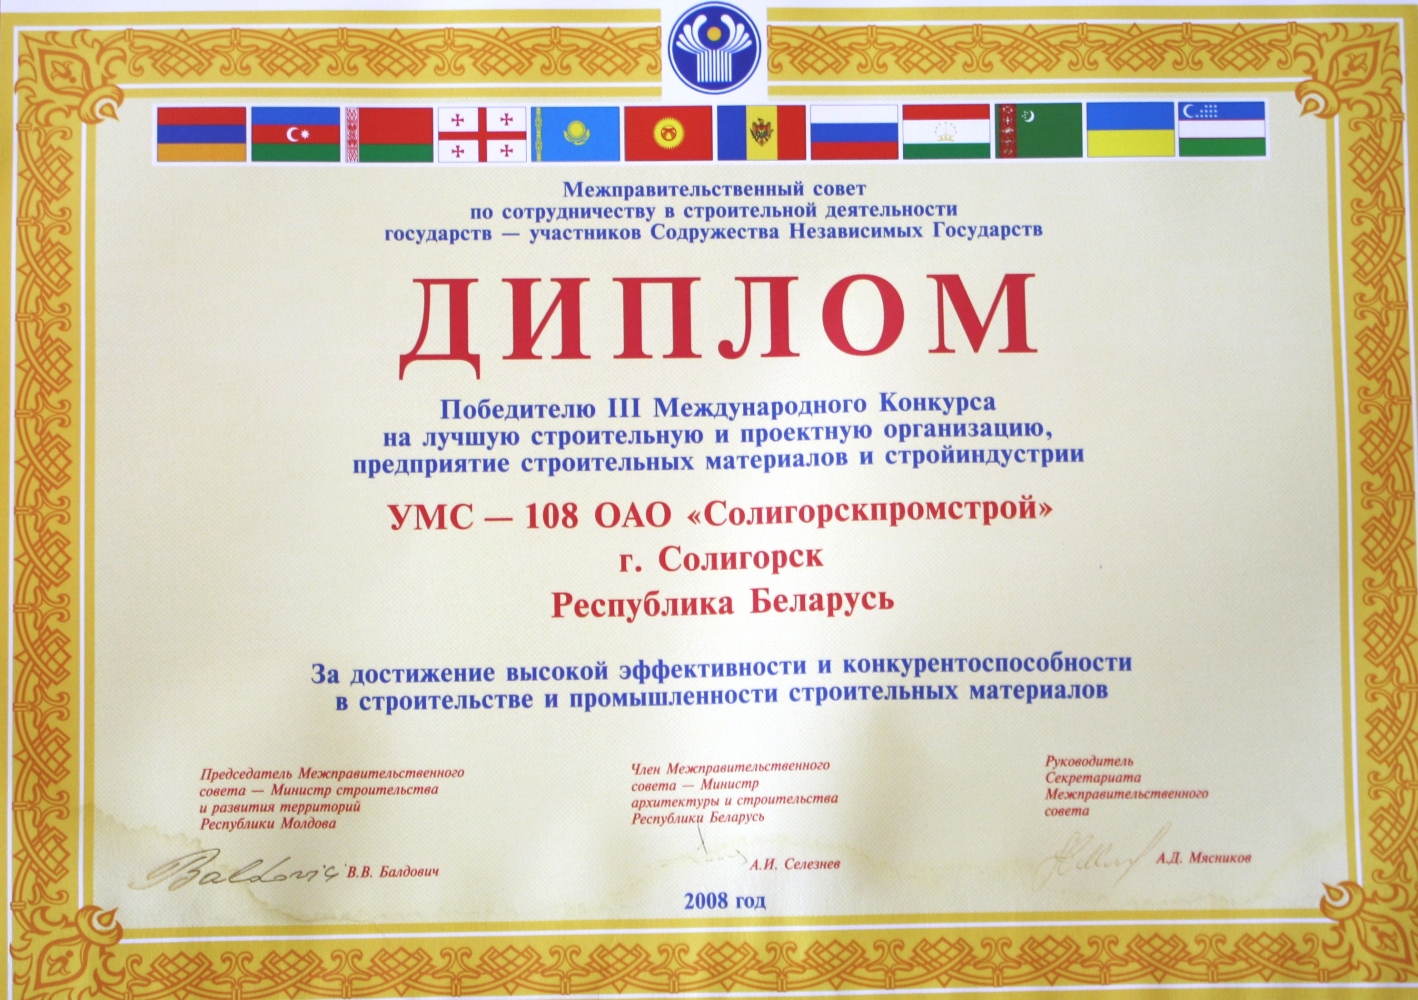 Межправительственный совет
по сотрудничеству в строительной деятельности
государств — участников Содружества Независимых Государств
ДИПЛОМ
Победителю III Международного Конкурса
на лучшую строительную и проектную организацию,
предприятие строительных материалов и стройиндустрии
УМС — 108 ОАО «Солигорскпромстрой»
г. Солигорск
Республика Беларусь
За достижение высокой эффективности и конкурентоспособности
в строительстве и промышленности строительных материалов
Председатель Межправительственного
совета — Министр строительства
и развития территорий
Республики Молдова
Baldovici В.В. Балдович
Член Межправительственного
совета — Министр
архитектуры и строительства
Республики Беларусь
А.И. Селезнев
Руководитель
Секретариата
Межправительственного
совета
А.Д. Мясников
2008 год